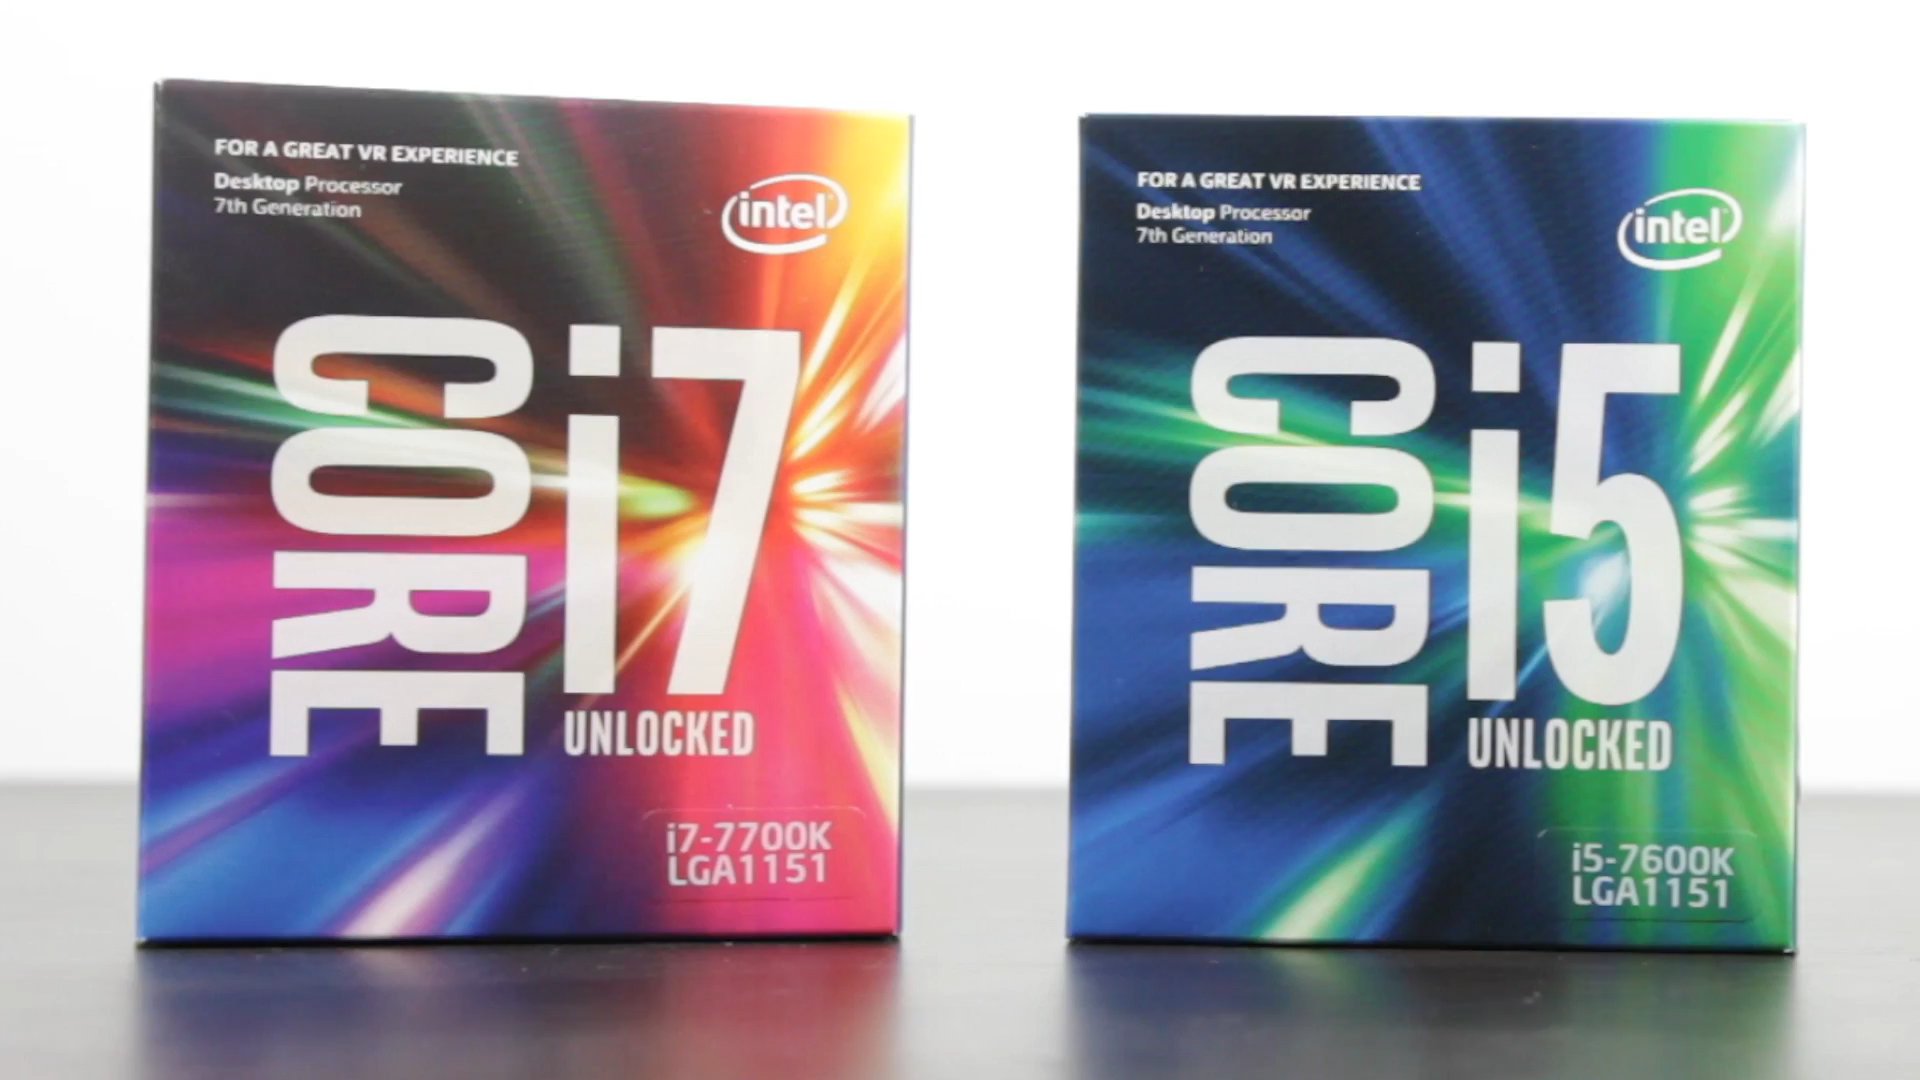 FOR A GREAT VR EXPERIENCE
Desktop Processor
7th Generation
intel
CORE
i7
UNLOCKED
i7-7700K
LGA1151
FOR A GREAT VR EXPERIENCE
Desktop Processor
7th Generation
intel
CORE
i5
UNLOCKED
i5-7600K
LGA1151